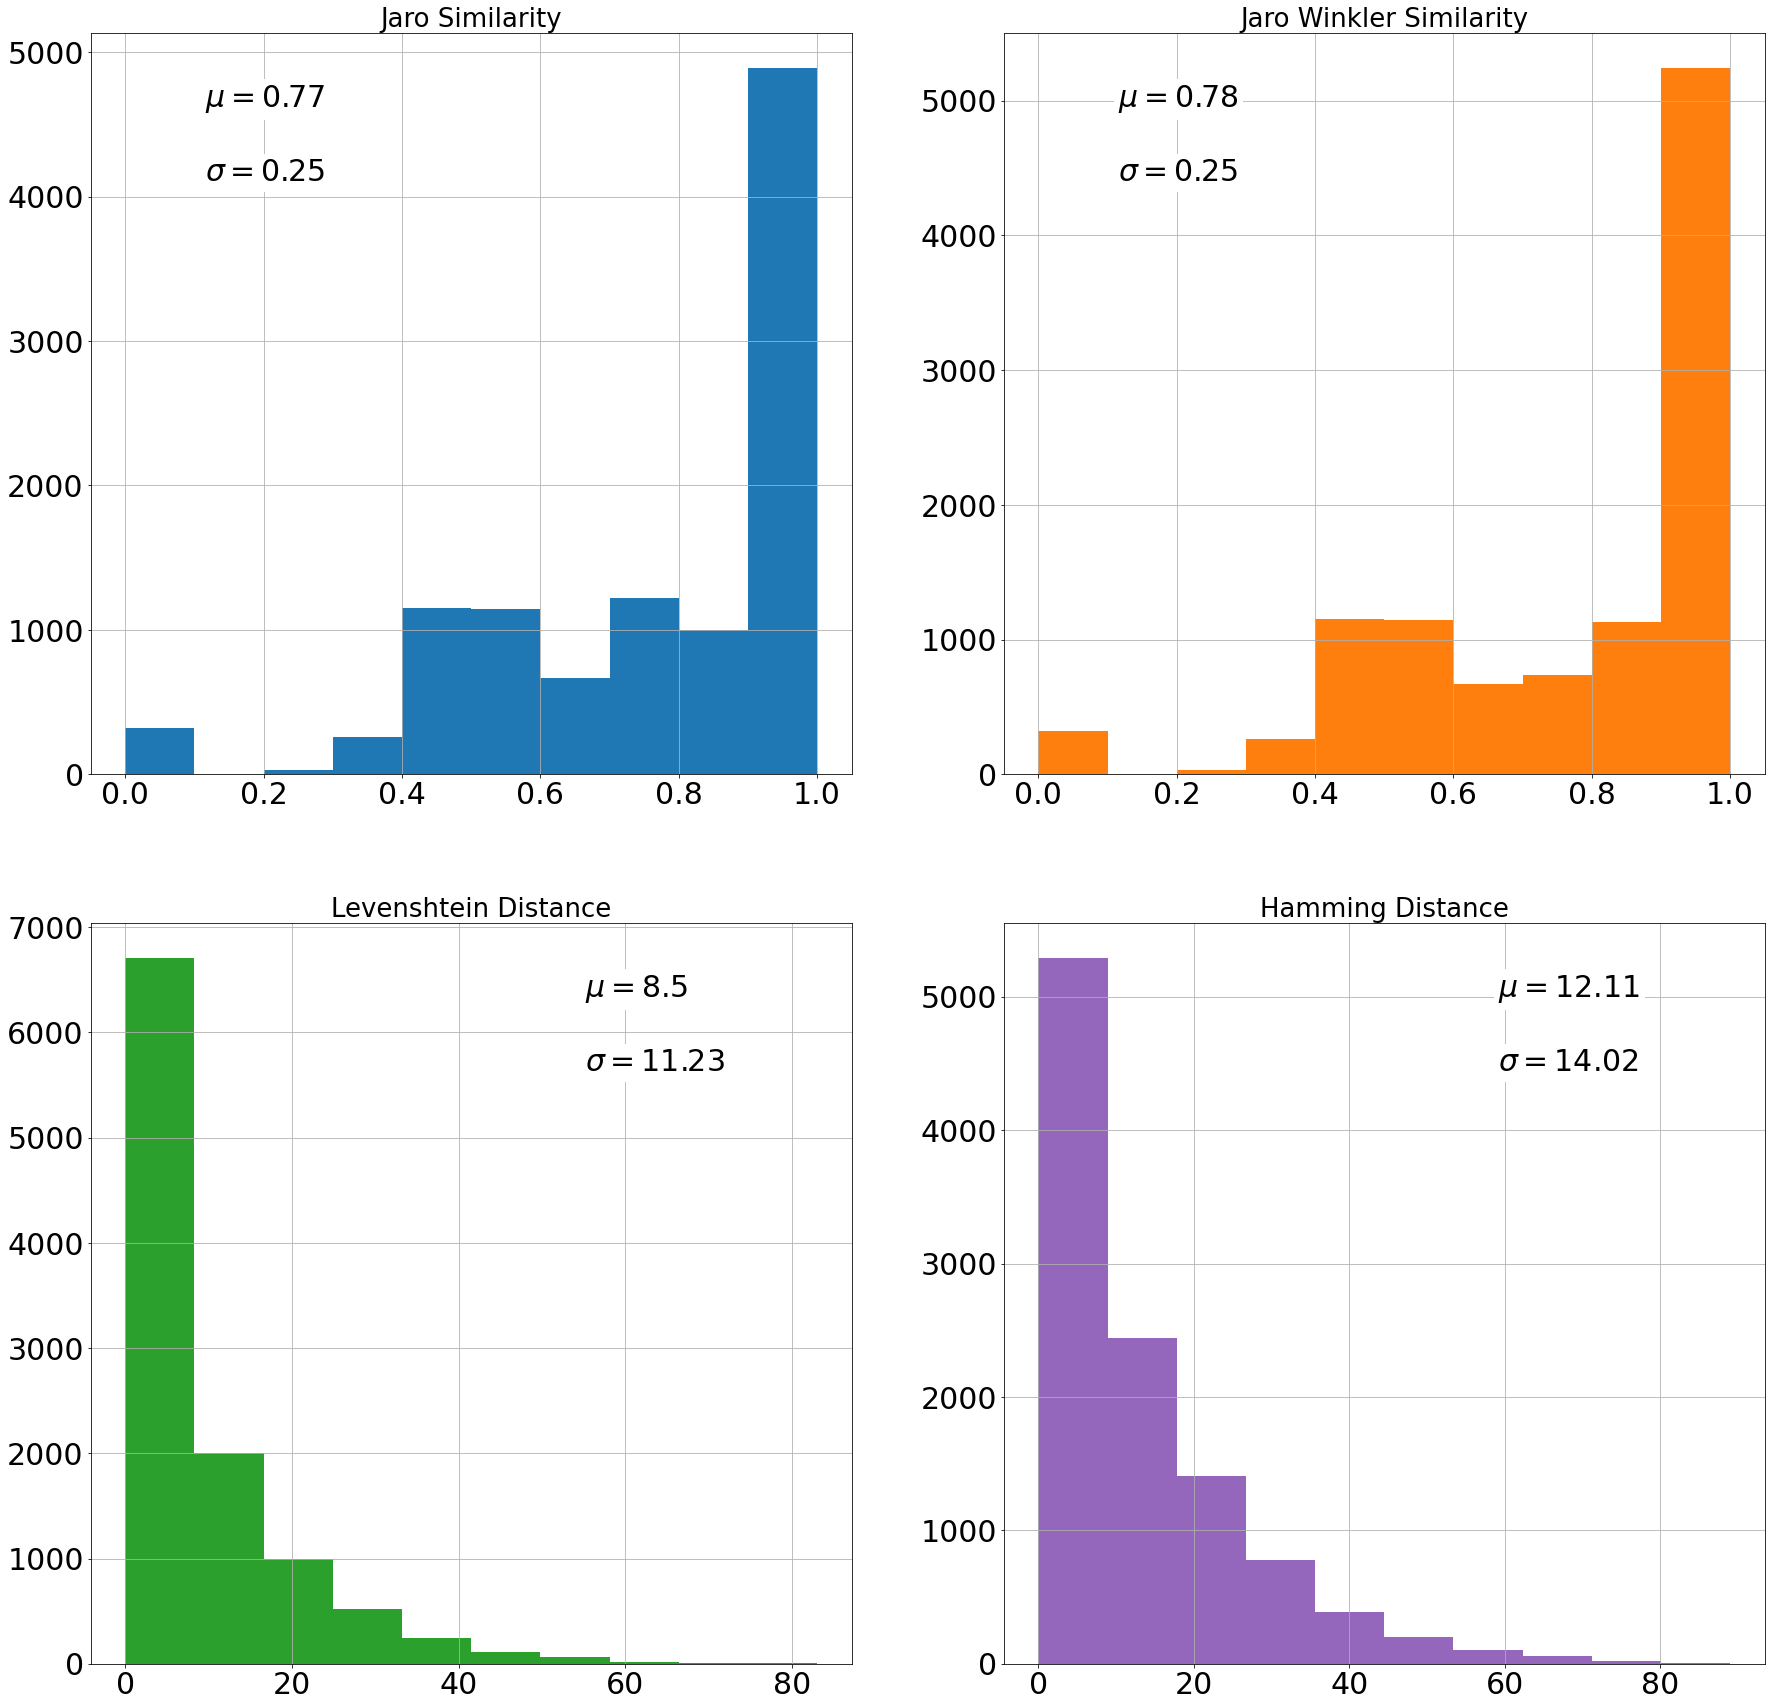 Jaro Similarity
5000
4000
3000
2000
1000
0
μ = 0.77
σ = 0.25
0.0 0.2 0.4 0.6 0.8 1.0
Jaro Winkler Similarity
5000
4000
3000
2000
1000
0
μ = 0.78
σ = 0.25
0.0 0.2 0.4 0.6 0.8 1.0
Levenshtein Distance
7000
6000
5000
4000
3000
2000
1000
0
μ = 8.5
σ = 11.23
0 20 40 60 80
Hamming Distance
5000
4000
3000
2000
1000
0
μ = 12.11
σ = 14.02
0 20 40 60 80